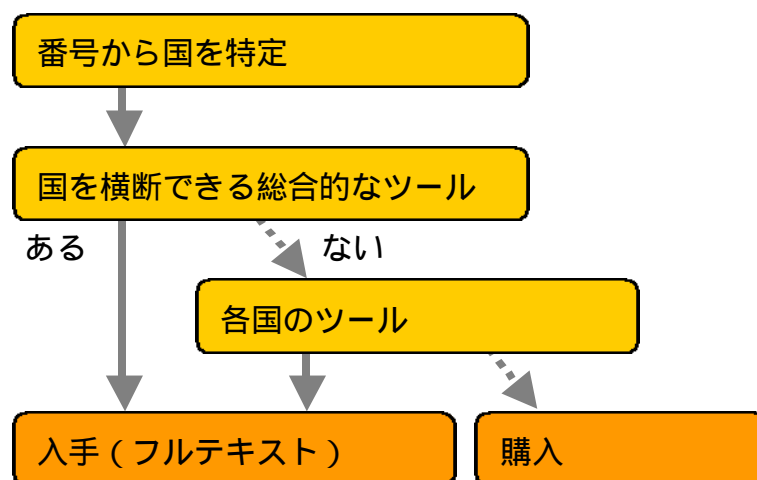 番号から国を特定
国を横断できる総合的なツール
ある
ない
各国のツール
入手(フルテキスト)
購入